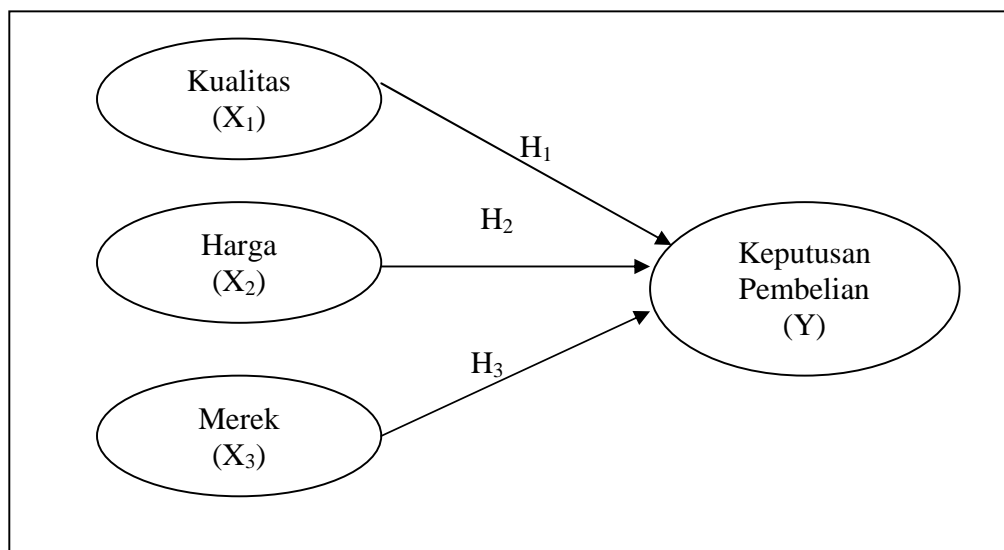 Kualitas
(X₁)
H₁
H₂
Harga
(X₂)
Keputusan
Pembelian
(Y)
H₃
Merek
(X₃)